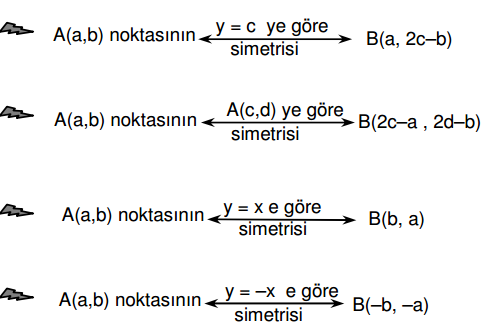 A(a,b) noktasının y = c ye göre simetrisi B(a, 2c–b)
A(a,b) noktasının A(c,d) ye göre simetrisi B(2c–a , 2d–b)
A(a,b) noktasının y = x e göre simetrisi B(b, a)
A(a,b) noktasının y = –x e göre simetrisi B(–b, –a)